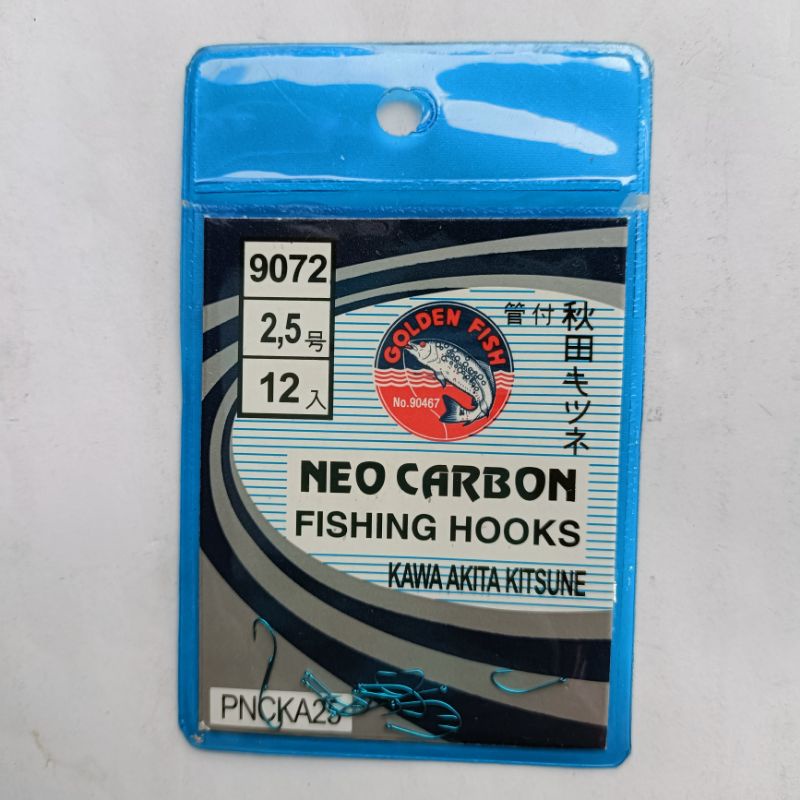 9072
2,5号
12入
GOLDEN FISH
No.90467
管付
秋田キツネ
NEO CARBON
FISHING HOOKS
KAWA AKITA KITSUNE
PNCKA25